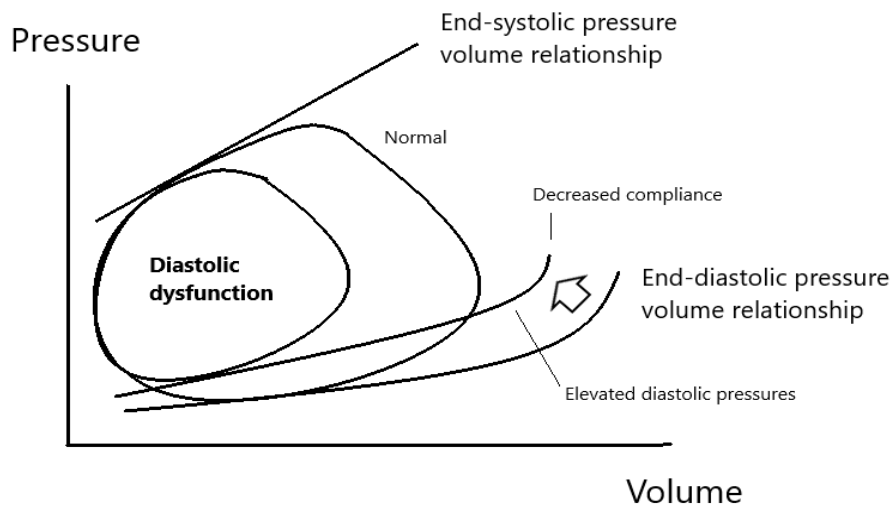 Pressure
End-systolic pressure
volume relationship
Normal
Decreased compliance
Diastolic
dysfunction
End-diastolic pressure
volume relationship
Elevated diastolic pressures
Volume